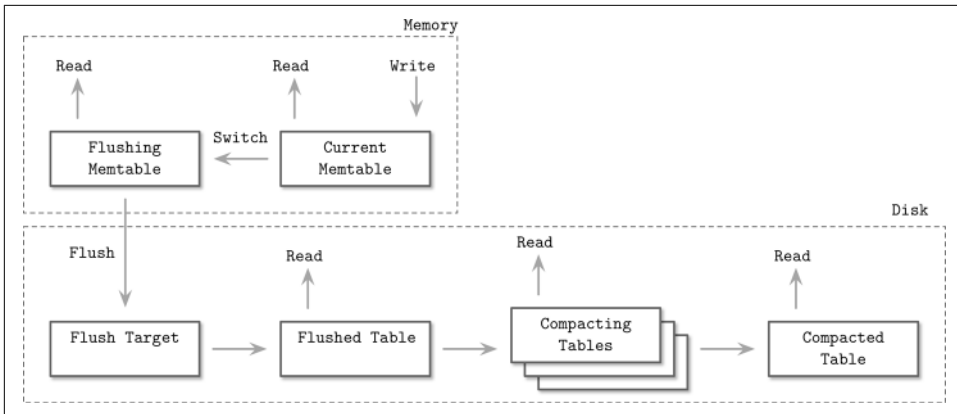 Memory
Read
Read
Write
Switch
Flushing
Memtable
Current
Memtable
Disk
Flush
Read
Read
Read
Flush Target
Flushed Table
Compacting
Tables
Compacted
Table